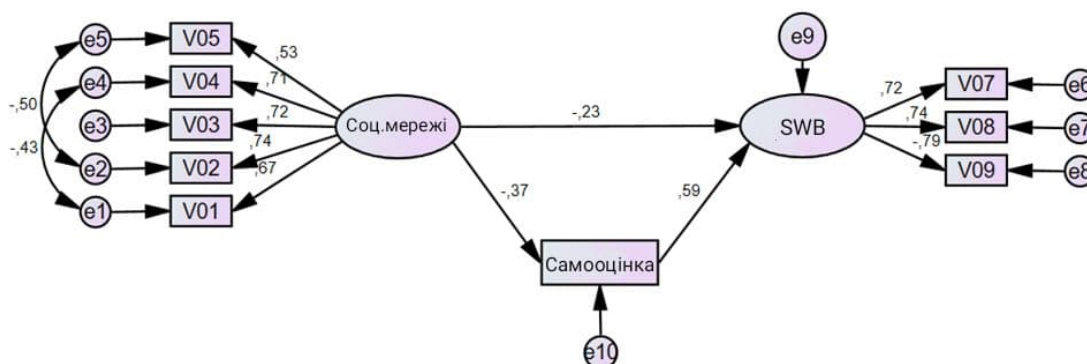 e5 V05 ,53
e4 V04 ,71
e3 V03 ,72
e2 V02 ,74
e1 V01 ,67
-,50
-,43
Соц.мережі
-,23
-,37
Самооцінка
,59
e10
e9
SWB
,72 V07 e6
,74 V08 e7
-,79 V09 e8